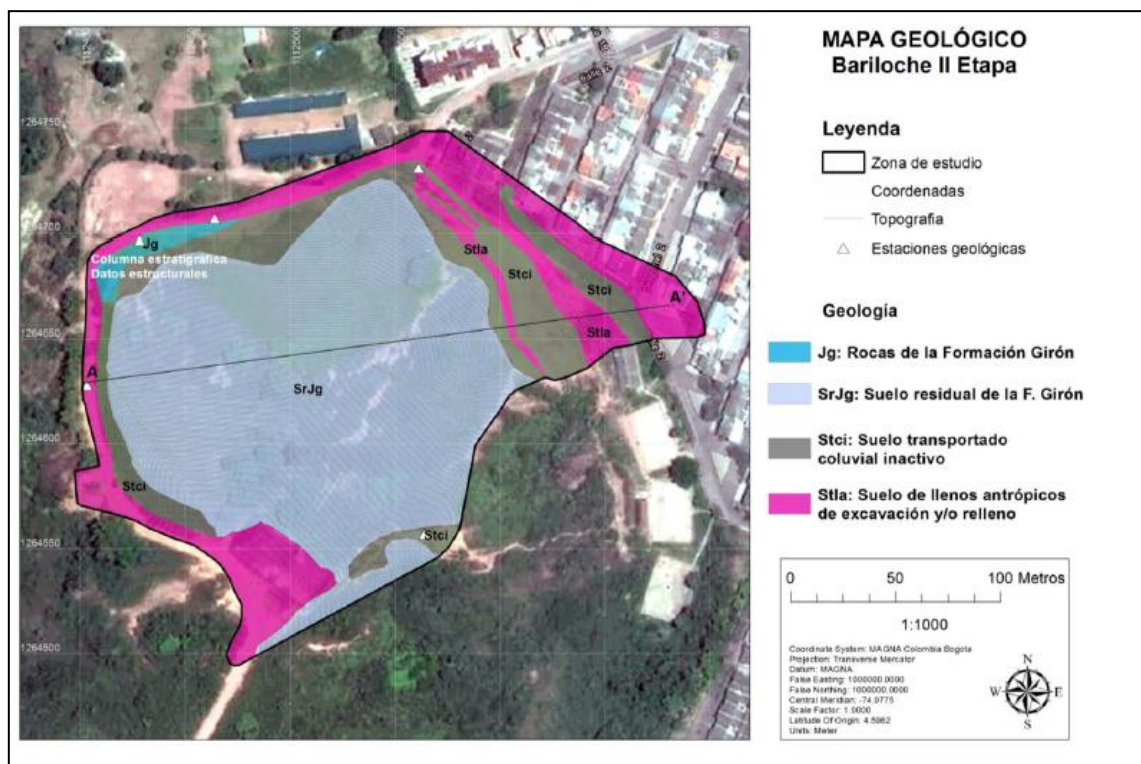 MAPA GEOLÓGICO
Bariloche II Etapa
Leyenda
Zona de estudio
Coordenadas
Topografia
Estaciones geológicas
Geología
Jg: Rocas de la Formación Girón
SrJg: Suelo residual de la F. Girón
Stci: Suelo transportado
coluvial inactivo
Stla: Suelo de llenos antrópicos
de excavación y/o relleno
0 50 100 Metros
1:1000
Coordinate System: MAGNA Colombia Bogota
Projection: Transverse Mercator
Datum: MAGNA
False Easting: 1000000.0000
False Northing: 1000000.0000
Central Meridian: -74.0775
Scale Factor: 1.0000
Latitude Of Origin: 4.5962
Units: Meter
N
W E
S
112500
1264750
1264700
1264650
1264600
1264550
1264500
Jg
Columna estratigráfica
Datos estructurales
Stla
Stci
Stci
A'
Stla
A
SrJg
Stci
Stci